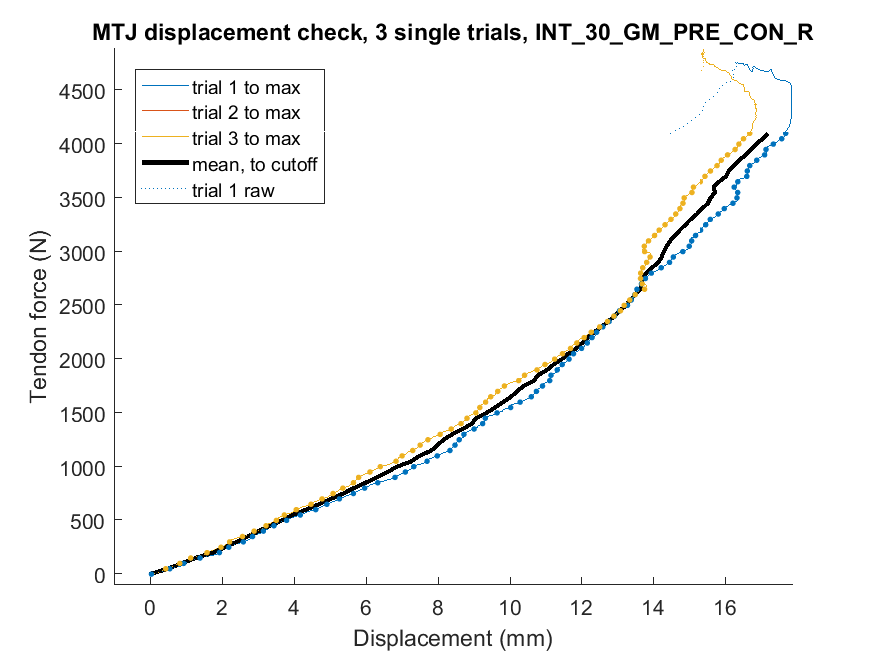 MTJ displacement check, 3 single trials, INT_30_GM_PRE_CON_R
trial 1 to max
trial 2 to max
trial 3 to max
mean, to cutoff
trial 1 raw
4500
4000
3500
3000
2500
2000
1500
1000
500
0
Tendon force (N)
0 2 4 6 8 10 12 14 16
Displacement (mm)